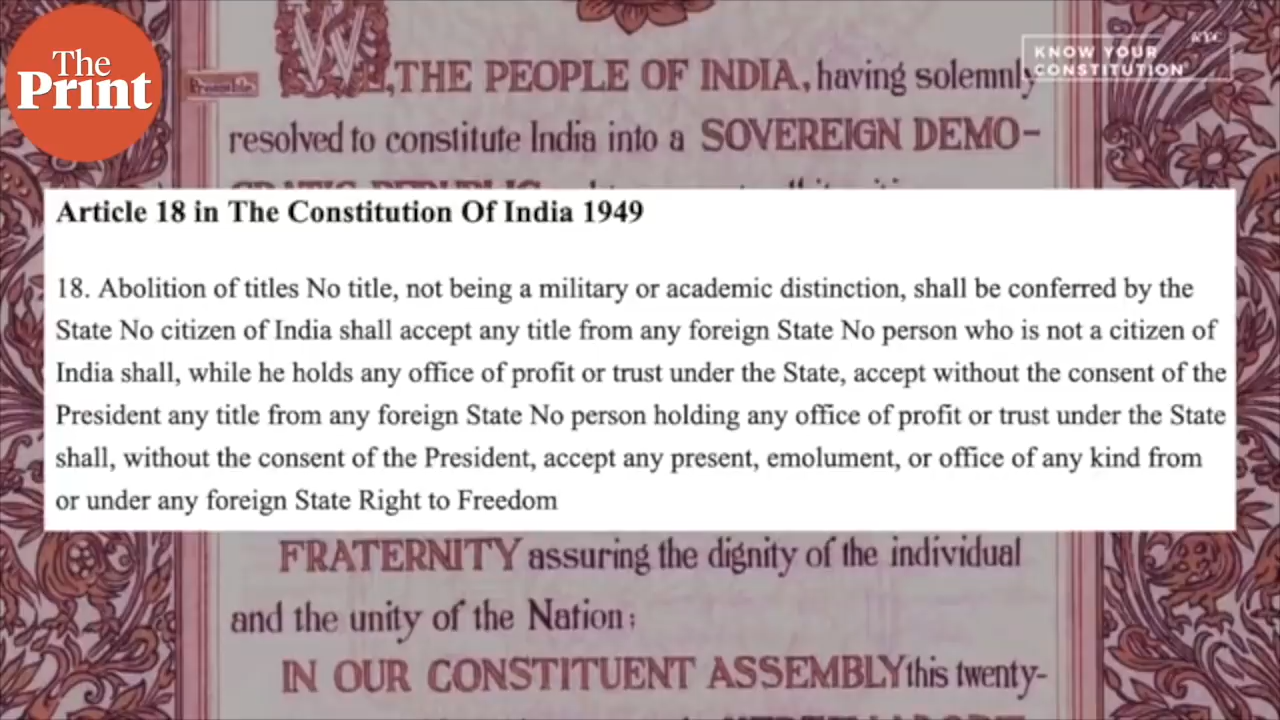 The
Print
KYC
KNOW YOUR
CONSTITUTION
WE, THE PEOPLE OF INDIA, having solemnly
resolved to constitute India into a SOVEREIGN DEMO-
Article 18 in The Constitution Of India 1949
18. Abolition of titles No title, not being a military or academic distinction, shall be conferred by the
State No citizen of India shall accept any title from any foreign State No person who is not a citizen of
India shall, while he holds any office of profit or trust under the State, accept without the consent of the
President any title from any foreign State No person holding any office of profit or trust under the State
shall, without the consent of the President, accept any present, emolument, or office of any kind from
or under any foreign State Right to Freedom
FRATERNITY assuring the dignity of the individual
and the unity of the Nation;
IN OUR CONSTITUENT ASSEMBLY this twenty-